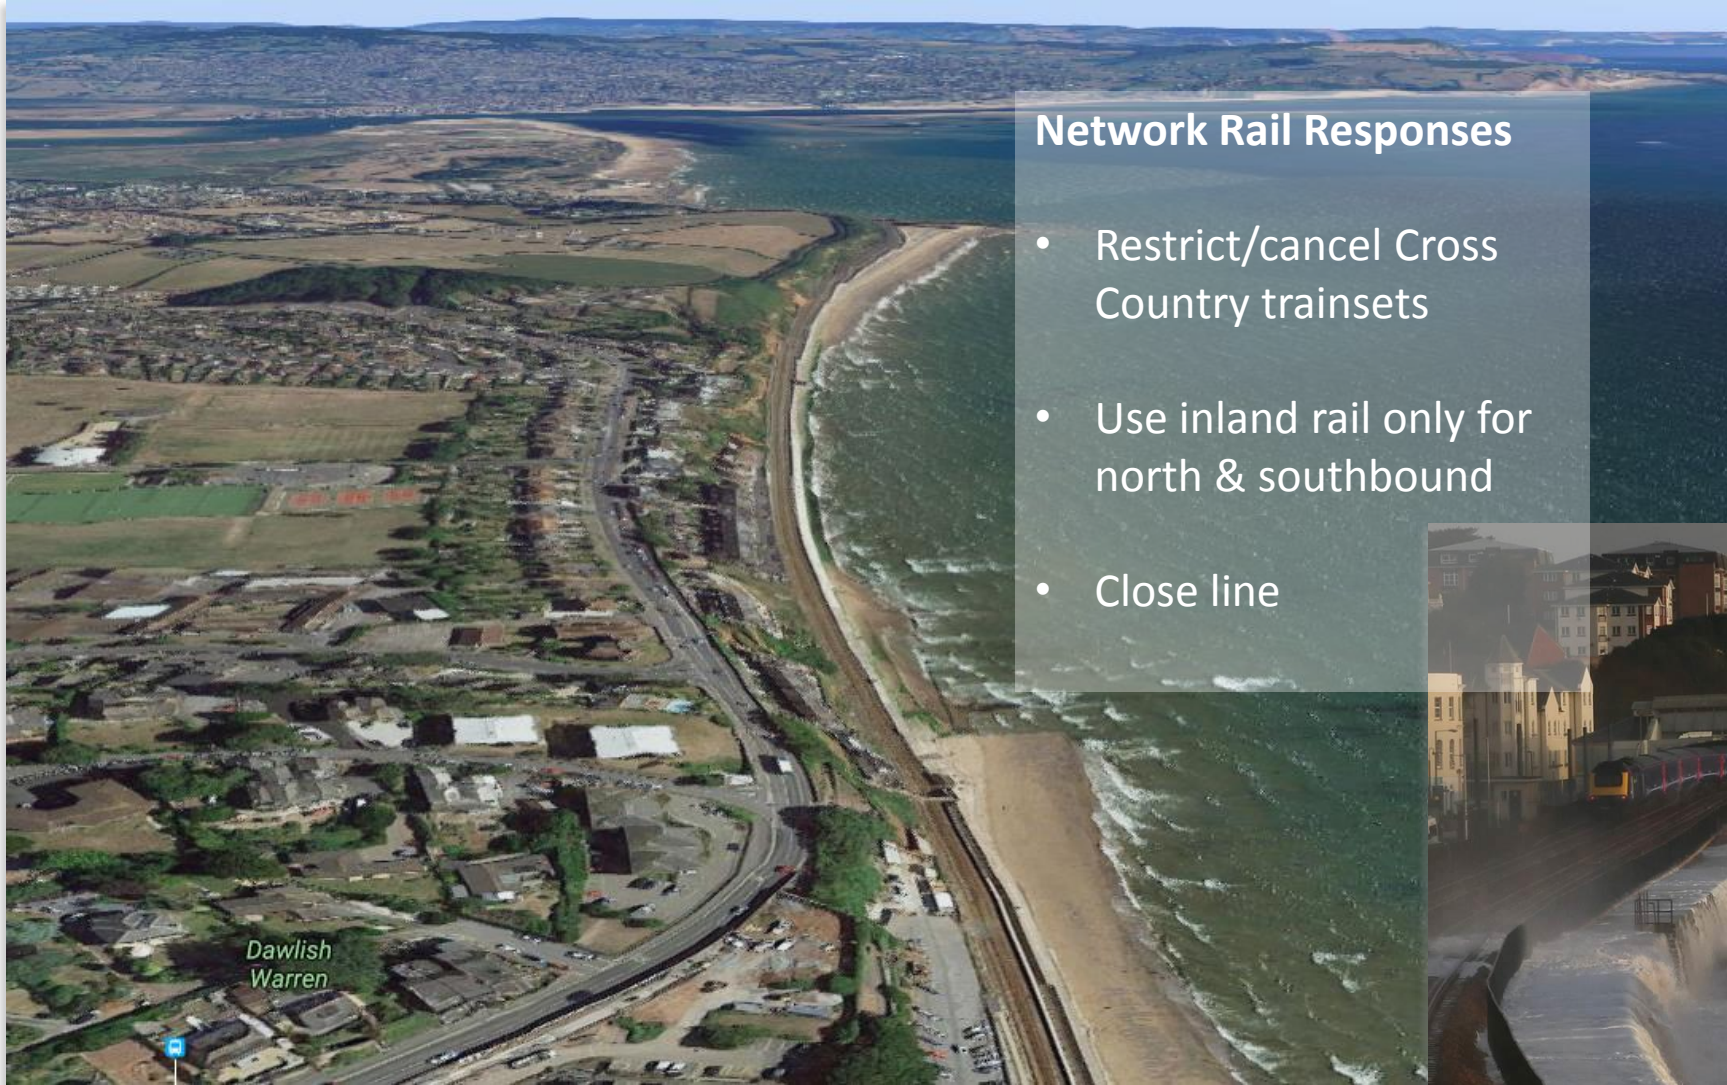 Network Rail Responses
• Restrict/cancel Cross
Country trainsets
• Use inland rail only for
north & southbound
• Close line
Dawlish
Warren